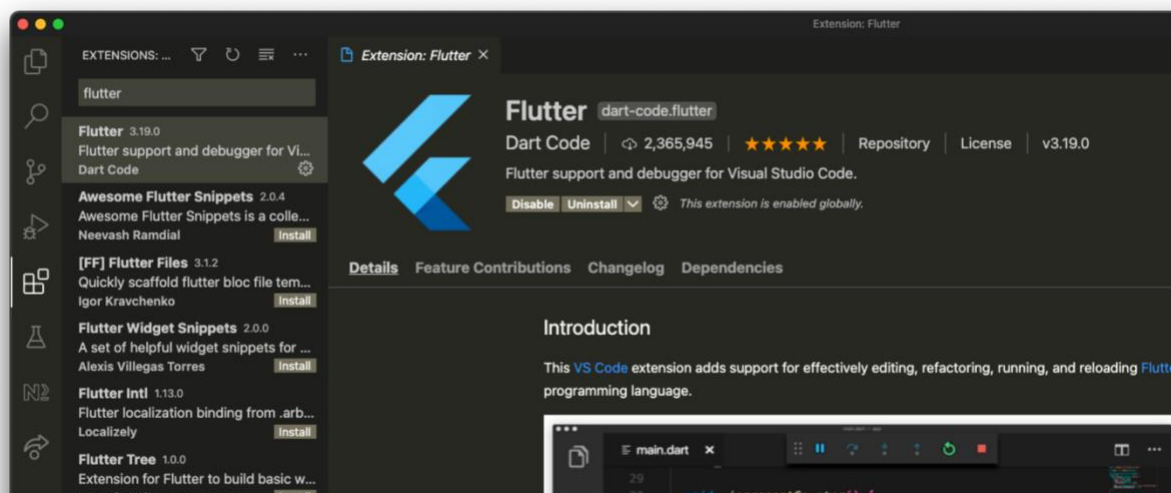 Extension: Flutter
EXTENSIONS: ...
flutter
Flutter 3.19.0
Flutter support and debugger for Vi...
Dart Code
Awesome Flutter Snippets 2.0.4
Awesome Flutter Snippets is a colle...
Neevash Ramdial Install
[FF] Flutter Files 3.1.2
Quickly scaffold flutter bloc file tem...
Igor Kravchenko Install
Flutter Widget Snippets 2.0.0
A set of helpful widget snippets for ...
Alexis Villegas Torres Install
Flutter Intl 1.13.0
Flutter localization binding from .arb...
Localizely Install
Flutter Tree 1.0.0
Extension for Flutter to build basic w...
Extension: Flutter
Flutter dart-code.flutter
Dart Code 2,365,945 Repository License v3.19.0
Flutter support and debugger for Visual Studio Code.
Disable Uninstall This extension is enabled globally.
Details Feature Contributions Changelog Dependencies
Introduction
This VS Code extension adds support for effectively editing, refactoring, running, and reloading Flutte
programming language.
main.dart
29